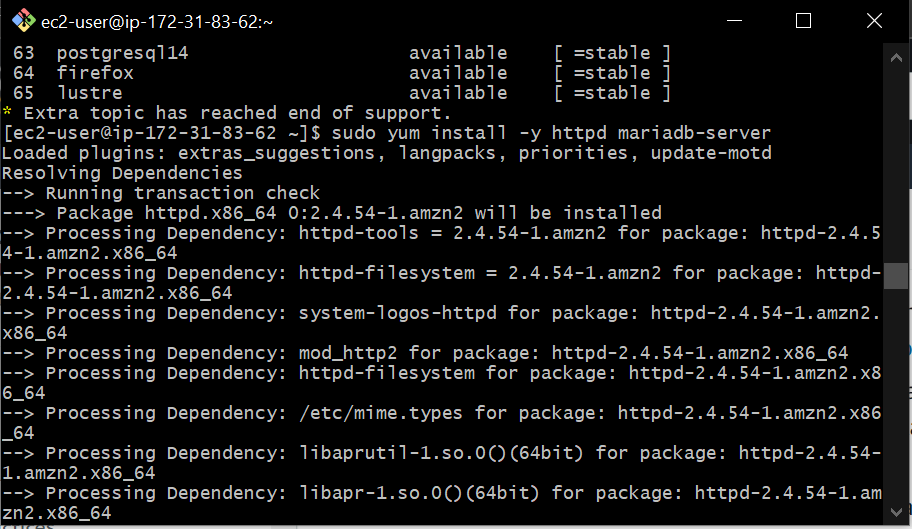 ec2-user@ip-172-31-83-62:~
63 postgresql14 available [ =stable ]
64 firefox available [ =stable ]
65 lustre available [ =stable ]
* Extra topic has reached end of support.
[ec2-user@ip-172-31-83-62 ~]$ sudo yum install -y httpd mariadb-server
Loaded plugins: extras_suggestions, langpacks, priorities, update-motd
Resolving Dependencies
--> Running transaction check
---> Package httpd.x86_64 0:2.4.54-1.amzn2 will be installed
--> Processing Dependency: httpd-tools = 2.4.54-1.amzn2 for package: httpd-2.4.5
4-1.amzn2.x86_64
--> Processing Dependency: httpd-filesystem = 2.4.54-1.amzn2 for package: httpd-
2.4.54-1.amzn2.x86_64
--> Processing Dependency: system-logos-httpd for package: httpd-2.4.54-1.amzn2.
x86_64
--> Processing Dependency: mod_http2 for package: httpd-2.4.54-1.amzn2.x86_64
--> Processing Dependency: httpd-filesystem for package: httpd-2.4.54-1.amzn2.x8
6_64
--> Processing Dependency: /etc/mime.types for package: httpd-2.4.54-1.amzn2.x86
_64
--> Processing Dependency: libaprutil-1.so.0()(64bit) for package: httpd-2.4.54-
1.amzn2.x86_64
--> Processing Dependency: libapr-1.so.0()(64bit) for package: httpd-2.4.54-1.am
zn2.x86_64